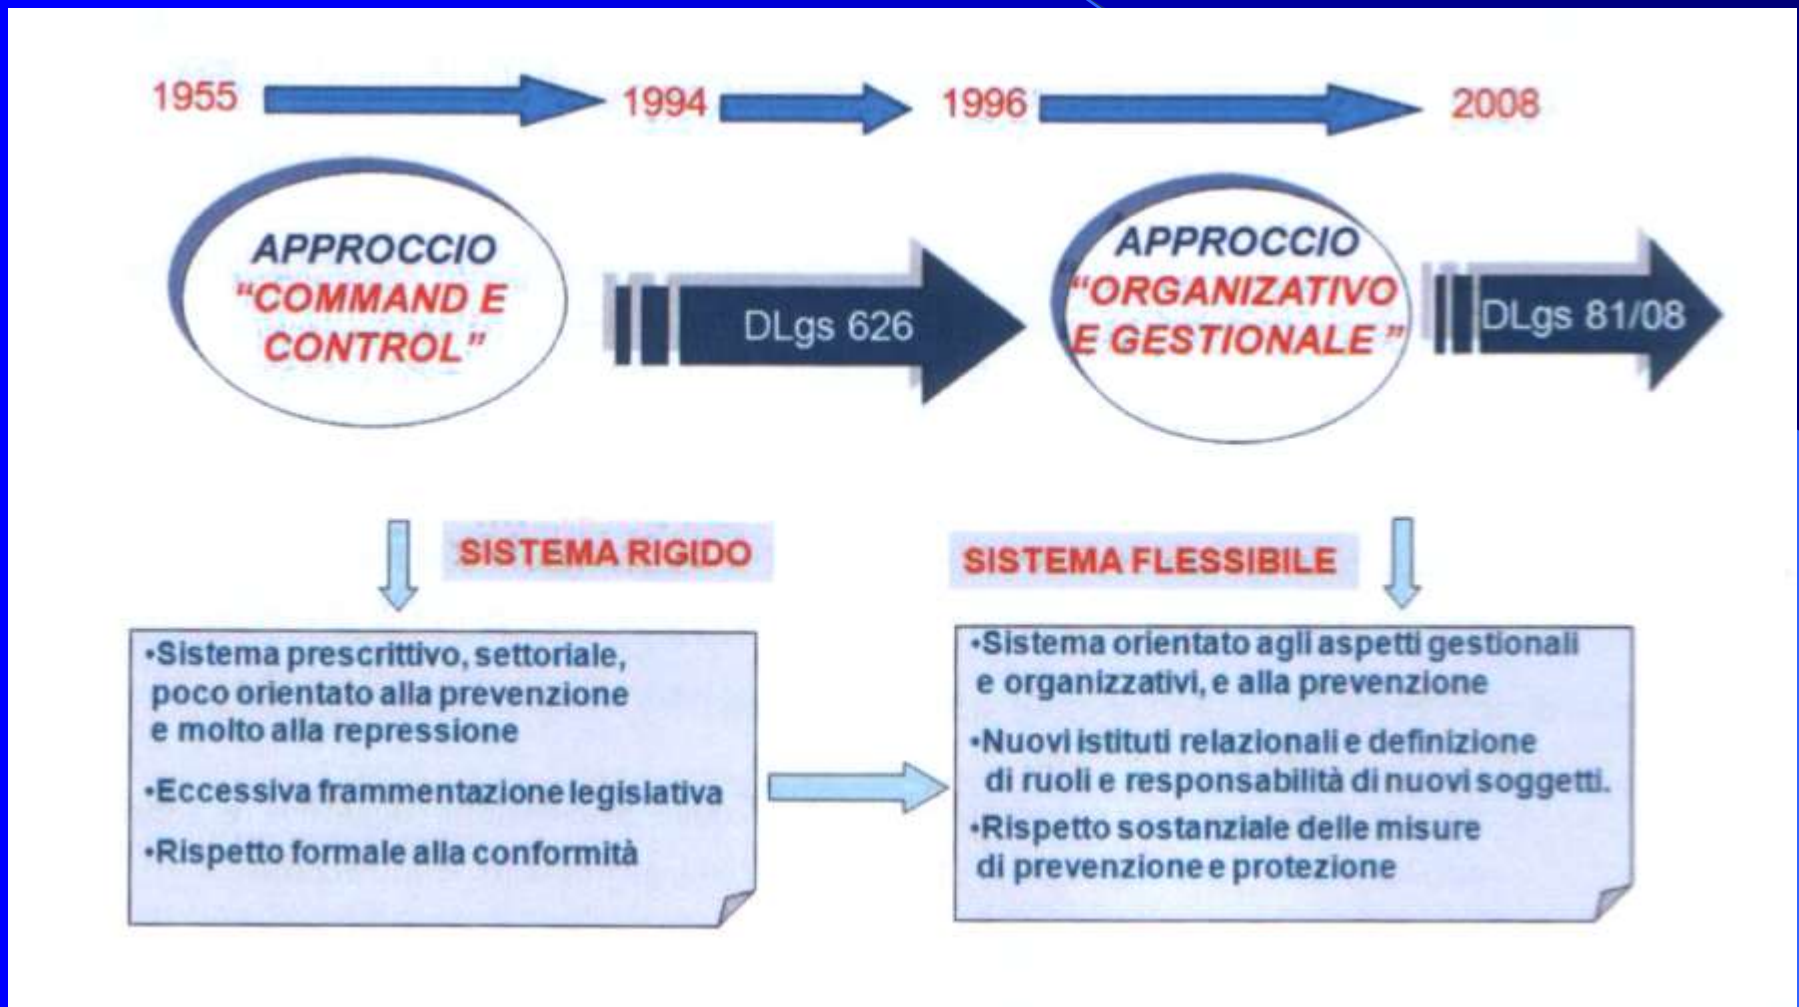 1955
1994
1996
2008
APPROCCIO
“COMMAND E
CONTROL”
DLgs 626
APPROCCIO
“ORGANIZATIVO
E GESTIONALE ”
DLgs 81/08
SISTEMA RIGIDO
•Sistema prescrittivo, settoriale,
poco orientato alla prevenzione
e molto alla repressione
•Eccessiva frammentazione legislativa
•Rispetto formale alla conformità
SISTEMA FLESSIBILE
•Sistema orientato agli aspetti gestionali
e organizzativi, e alla prevenzione
•Nuovi istituti relazionali e definizione
di ruoli e responsabilità di nuovi soggetti.
•Rispetto sostanziale delle misure
di prevenzione e protezione